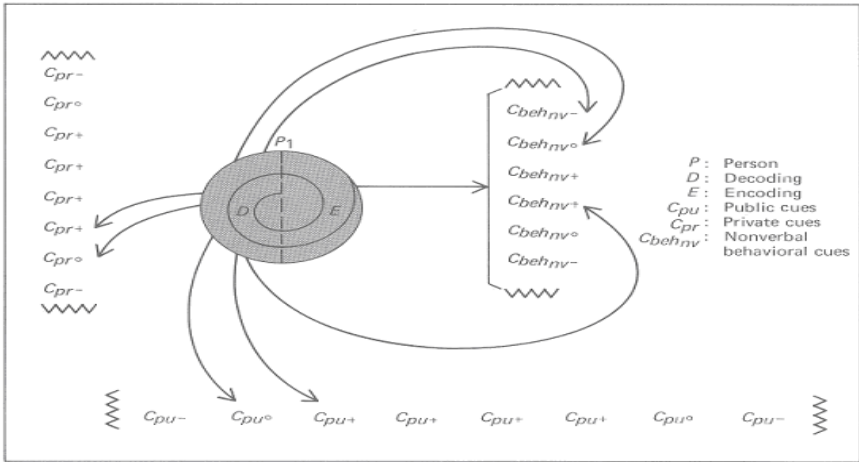 Cpr-
Cpr°
Cpr+
Cpr+
Cpr+
Cpr+
Cpr°
Cpr-
P1
D
E
Cbehnv-
Cbehnv°
Cbehnv+
Cbehnv+
Cbehnv°
Cbehnv-
P: Person
D: Decoding
E: Encoding
Cpu: Public cues
Cpr: Private cues
Cbehnv: Nonverbal
behavioral cues
Cpu- Cpu° Cpu+ Cpu+ Cpu+ Cpu+ Cpu° Cpu-